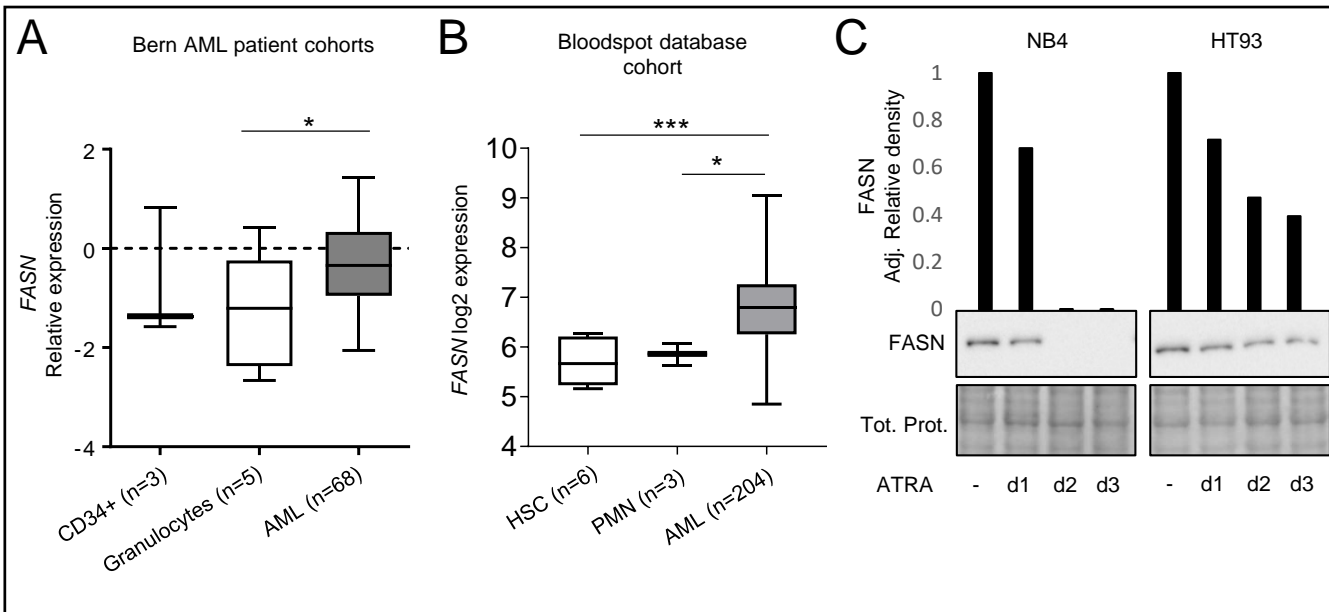 A
Bern AML patient cohorts
*
2
0
-2
-4
FASN
Relative expression
CD34+ (n=3)
Granulocytes (n=5)
AML (n=68)
B
Bloodspot database
cohort
***
*
10
9
8
7
6
5
4
FASN log2 expression
HSC (n=6)
PMN (n=3)
AML (n=204)
C
NB4
HT93
1
0.8
0.6
0.4
0.2
0
FASN
Adj. Relative density
FASN
Tot. Prot.
ATRA - d1 d2 d3 - d1 d2 d3